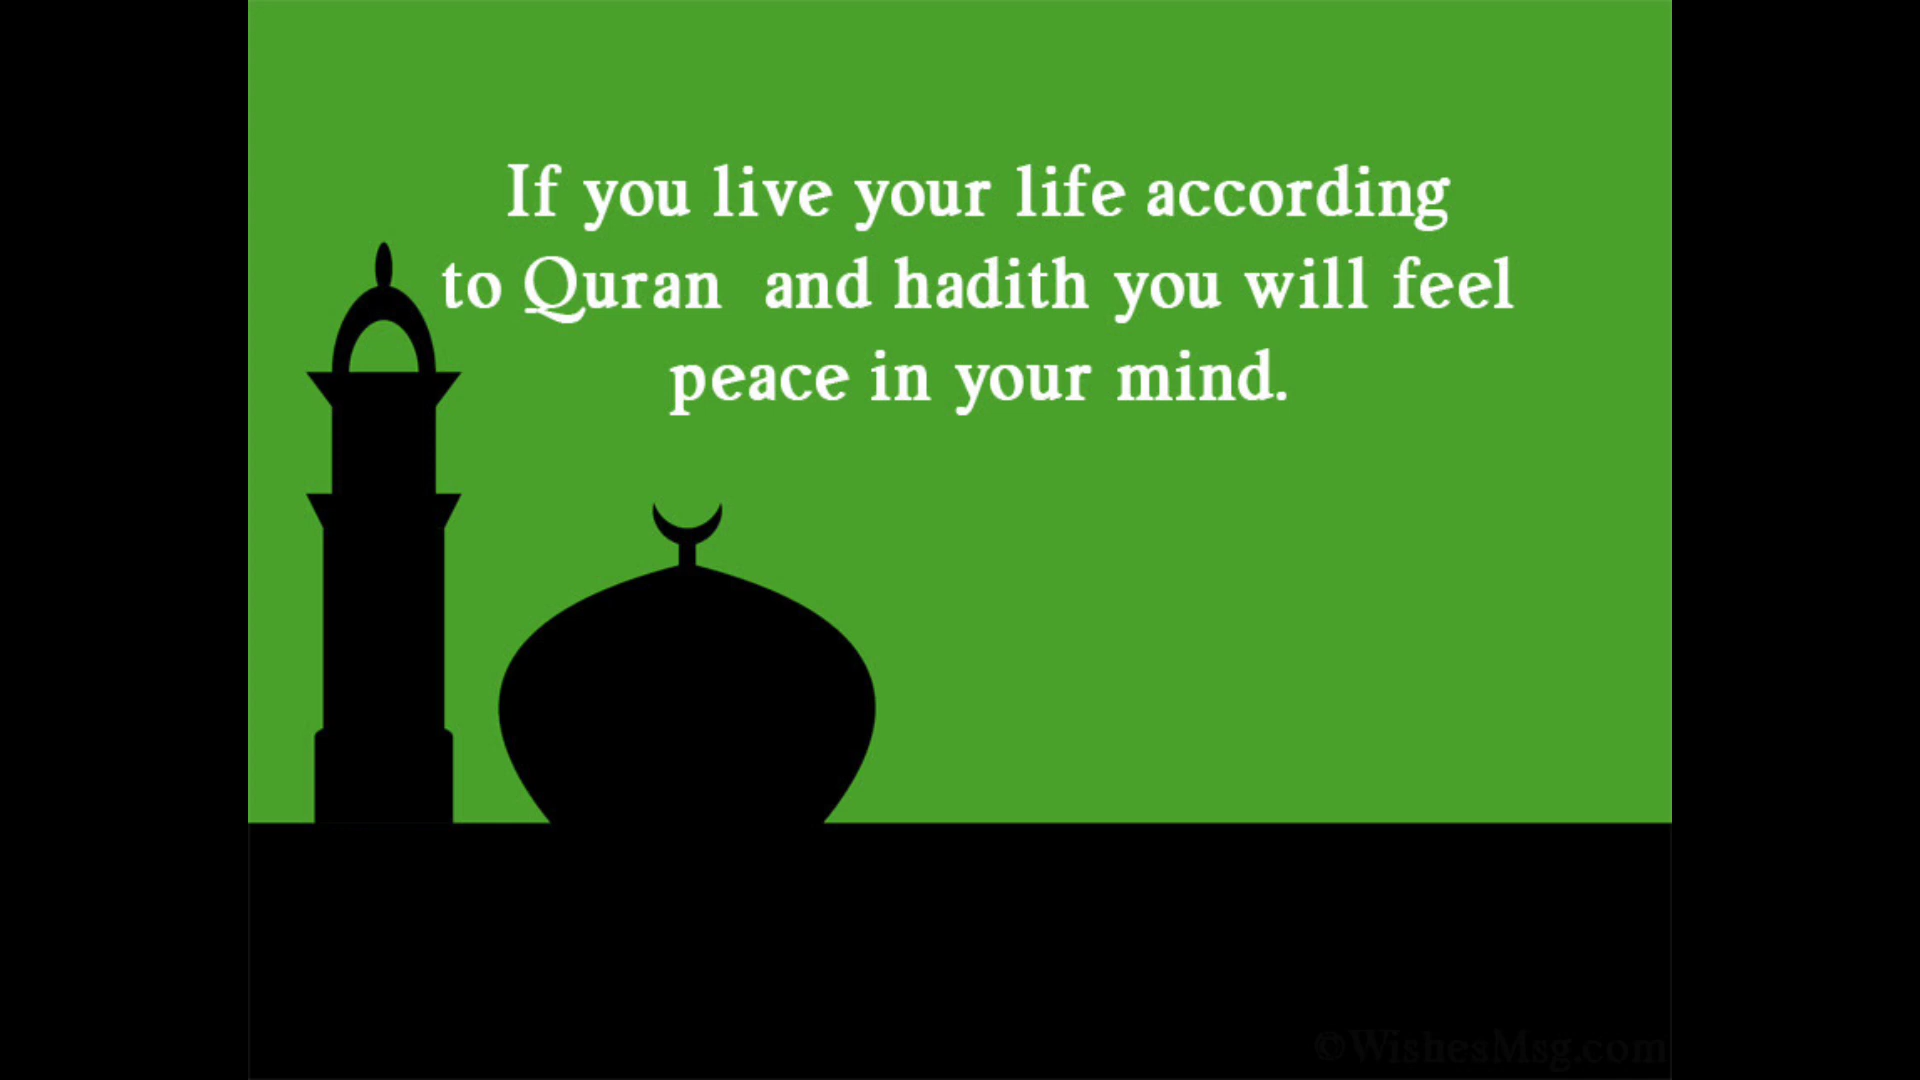 If you live your life according
to Quran  and hadith you will feel
peace in your mind.
©WishesMsg.com